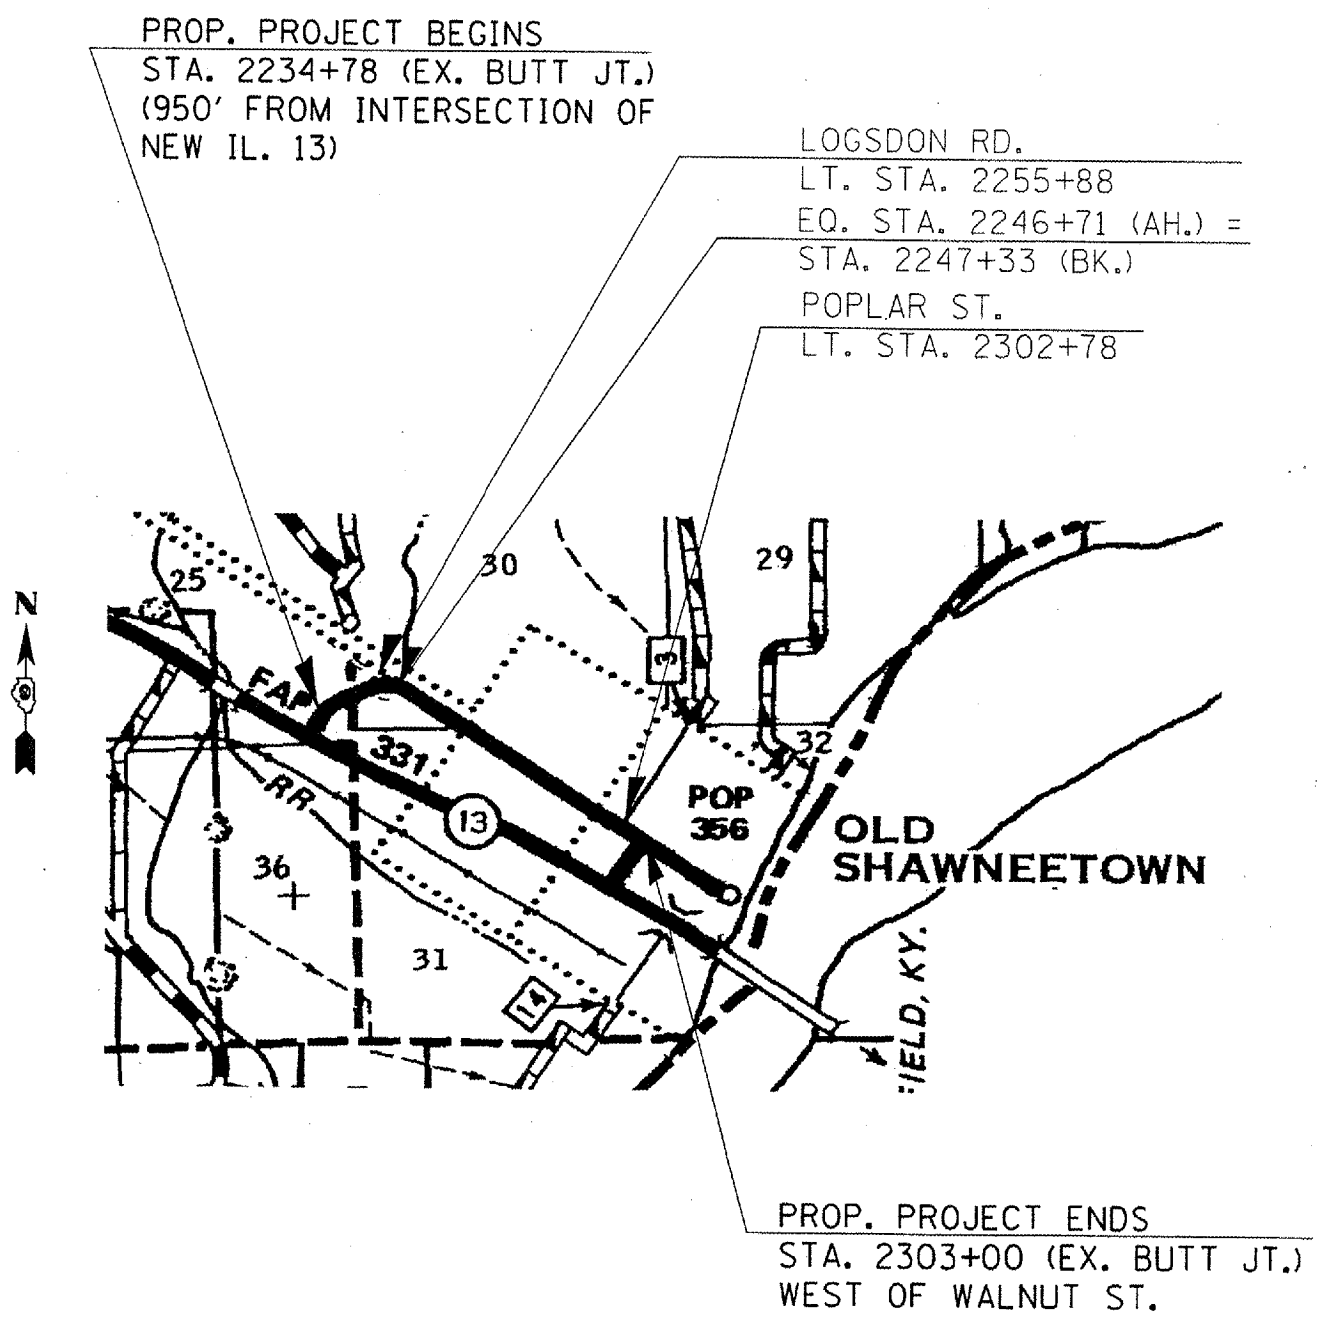 PROP. PROJECT BEGINS
STA. 2234+78 (EX. BUTT JT.)
(950' FROM INTERSECTION OF
NEW IL. 13)
LOGSDON RD.
LT. STA. 2255+88
EQ. STA. 2246+71 (AH.) =
STA. 2247+33 (BK.)
POPLAR ST.
LT. STA. 2302+78
30
29
25
N
3
FAP
331
32
RR
13
POP
356
OLD
SHAWNEETOWN
36
31
14
FIELD, KY.
PROP. PROJECT ENDS
STA. 2303+00 (EX. BUTT JT.)
WEST OF WALNUT ST.